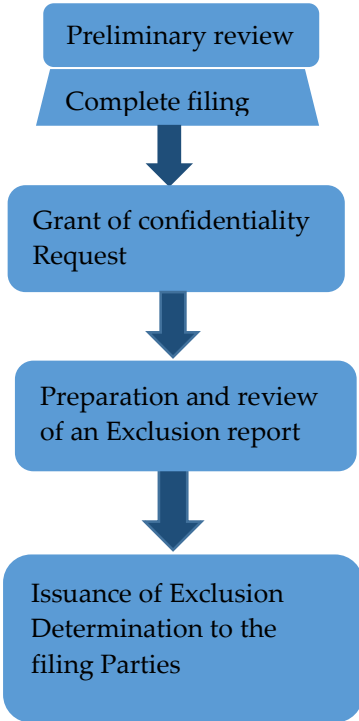 Preliminary review
Complete filing
Grant of confidentiality
Request
Preparation and review
of an Exclusion report
Issuance of Exclusion
Determination to the
filing Parties